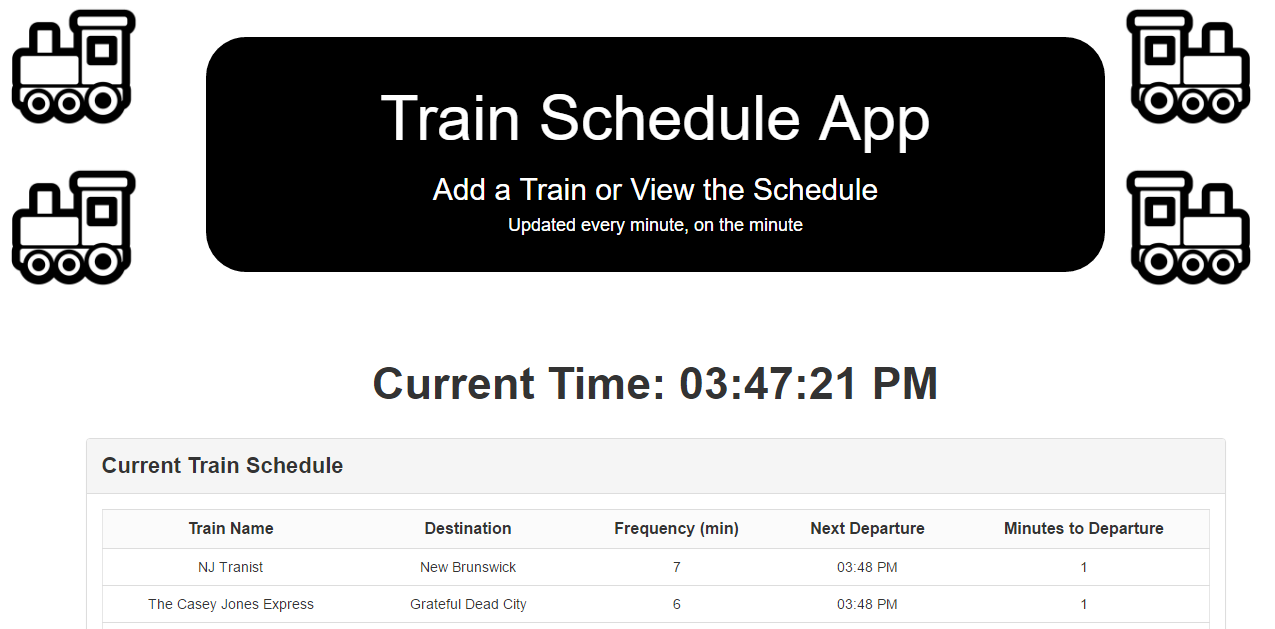 Train Schedule App
Add a Train or View the Schedule
Updated every minute, on the minute
Current Time: 03:47:21 PM
Current Train Schedule
Train Name Destination Frequency (min) Next Departure Minutes to Departure
NJ Tranist New Brunswick 7 03:48 PM 1
The Casey Jones Express Grateful Dead City 6 03:48 PM 1